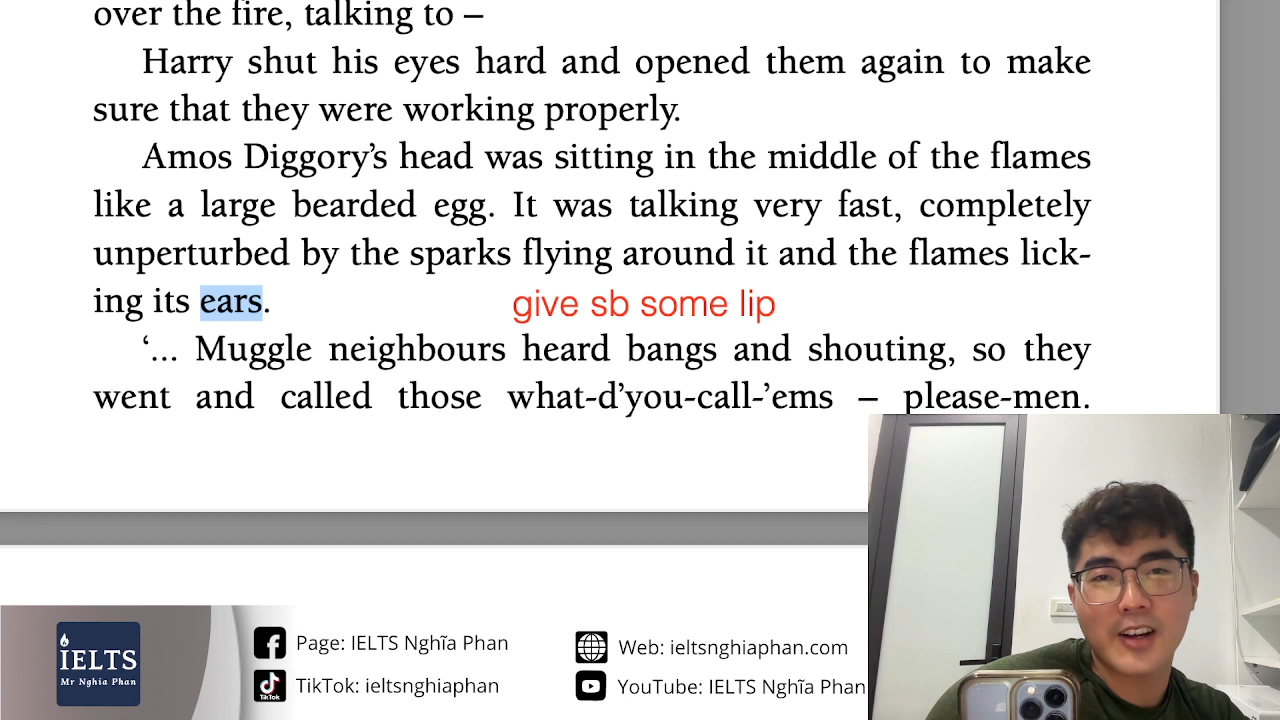 over the fire, talking to –
Harry shut his eyes hard and opened them again to make
sure that they were working properly.
Amos Diggory’s head was sitting in the middle of the flames
like a large bearded egg. It was talking very fast, completely
unperturbed by the sparks flying around it and the flames lick-
ing its ears.
give sb some lip
‘... Muggle neighbours heard bangs and shouting, so they
went and called those what-d’you-call-’ems – please-men.
IELTS
Mr Nghia Phan
Page: IELTS Nghĩa Phan
TikTok
TikTok: ieltsnghiaphan
Web: ieltsnghiaphan.com
YouTube: IELTS Nghĩa Phan